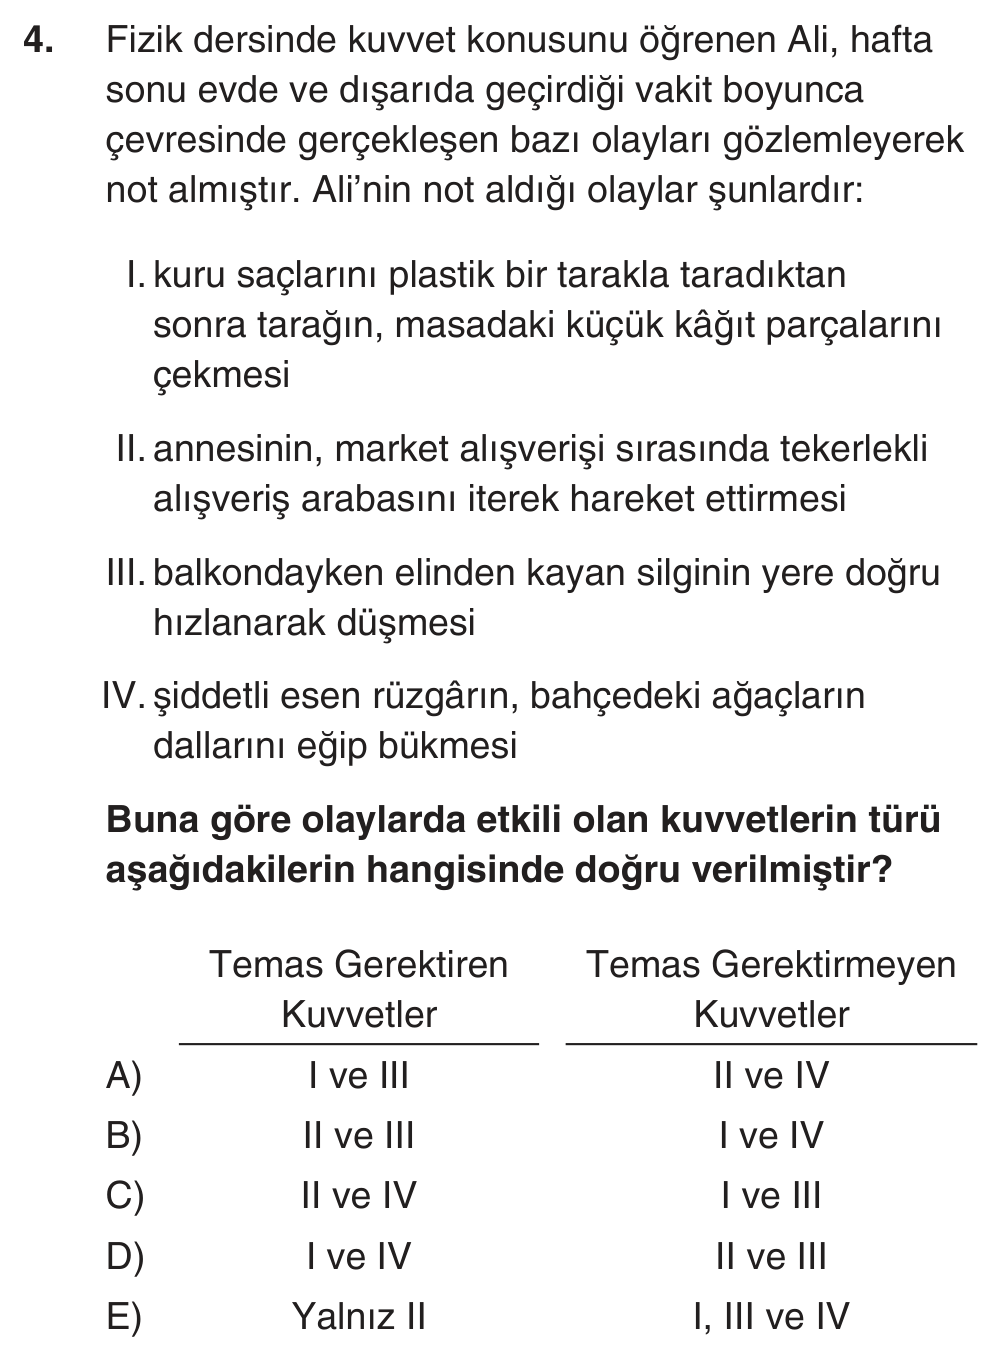 4. Fizik dersinde kuvvet konusunu öğrenen Ali, hafta
sonu evde ve dışarıda geçirdiği vakit boyunca
çevresinde gerçekleşen bazı olayları gözlemleyerek
not almıştır. Ali’nin not aldığı olaylar şunlardır:
I. kuru saçlarını plastik bir tarakla taradıktan
sonra tarağın, masadaki küçük kâğıt parçalarını
çekmesi
II. annesinin, market alışverişi sırasında tekerlekli
alışveriş arabasını iterek hareket ettirmesi
III. balkondayken elinden kayan silginin yere doğru
hızlanarak düşmesi
IV. şiddetli esen rüzgârın, bahçedeki ağaçların
dallarını eğip bükmesi
Buna göre olaylarda etkili olan kuvvetlerin türü
aşağıdakilerin hangisinde doğru verilmiştir?
Temas Gerektiren Temas Gerektirmeyen
Kuvvetler Kuvvetler
A) I ve III II ve IV
B) II ve III I ve IV
C) II ve IV I ve III
D) I ve IV II ve III
E) Yalnız II I, III ve IV